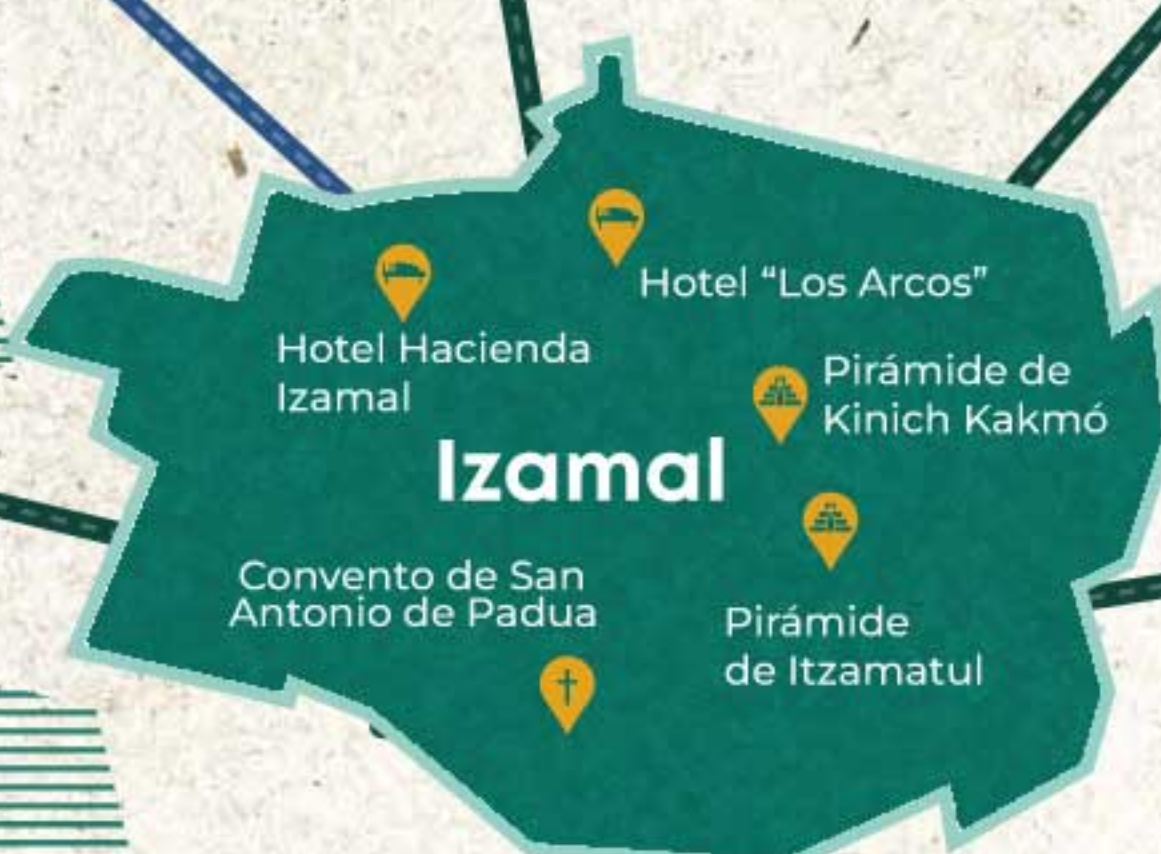 Hotel “Los Arcos”
Hotel Hacienda
Izamal
Pirámide de
Kinich Kakmó
Izamal
Convento de San
Antonio de Padua
Pirámide
de Itzamatul